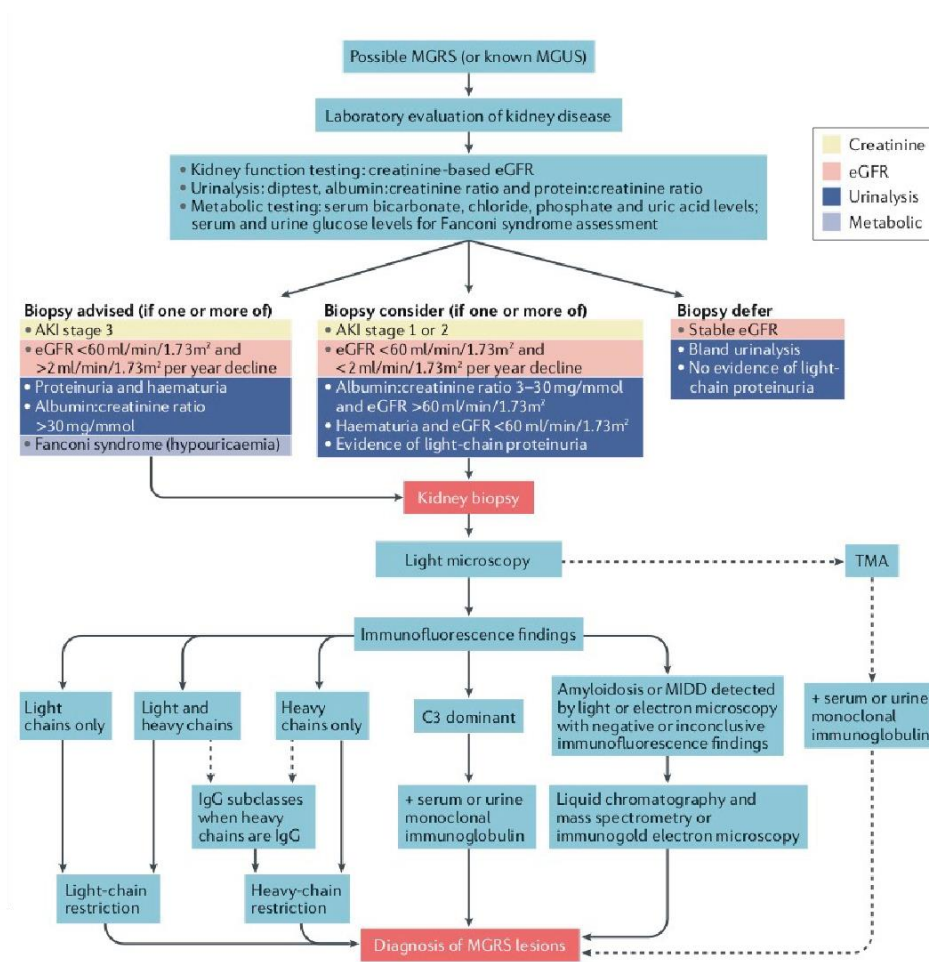 Possible MGRS (or known MGUS)
Laboratory evaluation of kidney disease
• Kidney function testing: creatinine-based eGFR
• Urinalysis: diptest, albumin:creatinine ratio and protein:creatinine ratio
• Metabolic testing: serum bicarbonate, chloride, phosphate and uric acid levels;
serum and urine glucose levels for Fanconi syndrome assessment
Creatinine
eGFR
Urinalysis
Metabolic
Biopsy advised (if one or more of)
• AKI stage 3
• eGFR <60 ml/min/1.73m² and
>2 ml/min/1.73m² per year decline
• Proteinuria and haematuria
• Albumin:creatinine ratio
>30 mg/mmol
• Fanconi syndrome (hypouricaemia)
Biopsy consider (if one or more of)
• AKI stage 1 or 2
• eGFR <60 ml/min/1.73m² and
<2 ml/min/1.73m² per year decline
• Albumin:creatinine ratio 3–30 mg/mmol
and eGFR >60 ml/min/1.73m²
• Haematuria and eGFR <60 ml/min/1.73m²
• Evidence of light-chain proteinuria
Biopsy defer
• Stable eGFR
• Bland urinalysis
• No evidence of light-
chain proteinuria
Kidney biopsy
Light microscopy
TMA
Immunofluorescence findings
Light
chains only
Light and
heavy chains
Heavy
chains only
C3 dominant
Amyloidosis or MIDD detected
by light or electron microscopy
with negative or inconclusive
immunofluorescence findings
+ serum or urine
monoclonal
immunoglobulin
IgG subclasses
when heavy
chains are IgG
+ serum or urine
monoclonal
immunoglobulin
Liquid chromatography and
mass spectrometry or
immunogold electron microscopy
Light-chain
restriction
Heavy-chain
restriction
Diagnosis of MGRS lesions